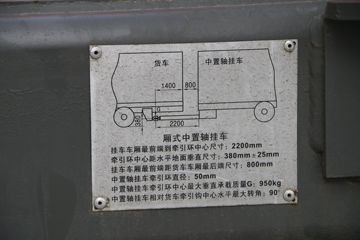 货车
中置轴挂车
1400
800
380
2200
厢式中置轴挂车
挂车车厢最前端到牵引环中心尺寸：2200mm
牵引环中心距水平地面垂直尺寸：380mm±25mm
挂车车厢最前端距货车车厢最后端尺寸：800mm
中置轴挂车牵引环直径：50mm
中置轴挂车牵引环中心最大垂直承载质量G：950kg
中置轴挂车相对货车牵引钩中心水平最大转角：90°